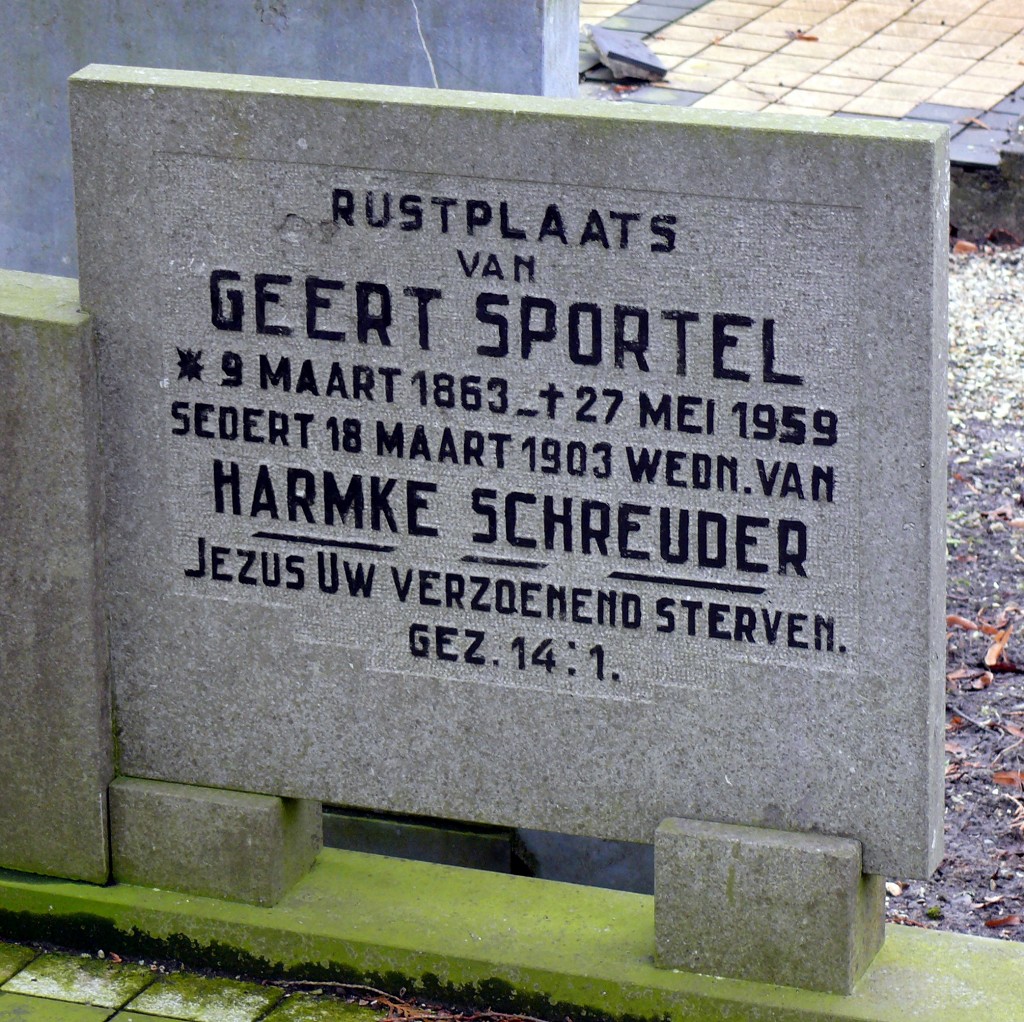 RUSTPLAATS
VAN
GEERT SPORTEL
* 9 MAART 1863 - † 27 MEI 1959
SEDERT 18 MAART 1903 WEDN. VAN
HARMKE SCHREUDER
JEZUS UW VERZOENEND STERVEN.
GEZ. 14:1.